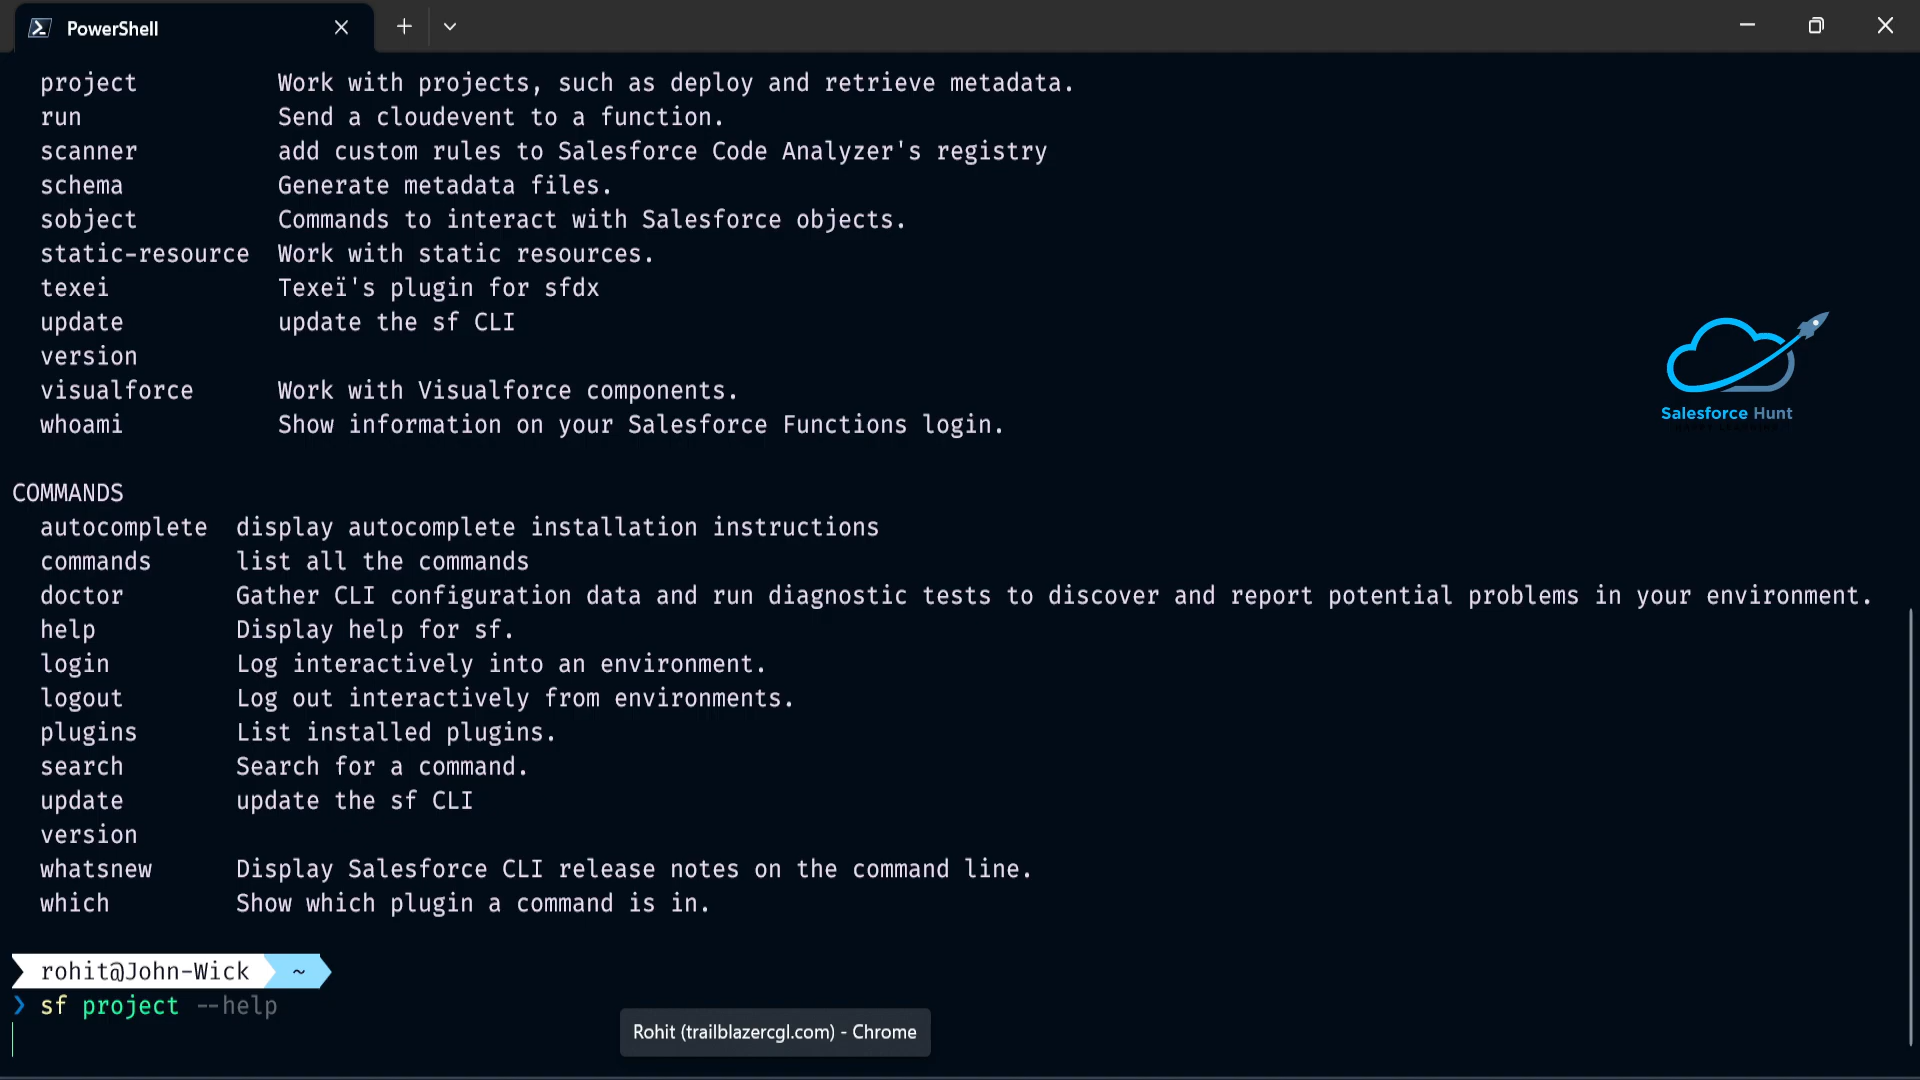 PowerShell
project Work with projects, such as deploy and retrieve metadata.
run Send a cloudevent to a function.
scanner add custom rules to Salesforce Code Analyzer's registry
schema Generate metadata files.
sobject Commands to interact with Salesforce objects.
static-resource Work with static resources.
texei Texeï's plugin for sfdx
update update the sf CLI
version
visualforce Work with Visualforce components.
whoami Show information on your Salesforce Functions login.
Salesforce Hunt
COMMANDS
autocomplete display autocomplete installation instructions
commands list all the commands
doctor Gather CLI configuration data and run diagnostic tests to discover and report potential problems in your environment.
help Display help for sf.
login Log interactively into an environment.
logout Log out interactively from environments.
plugins List installed plugins.
search Search for a command.
update update the sf CLI
version
whatsnew Display Salesforce CLI release notes on the command line.
which Show which plugin a command is in.
rohit@John-Wick ~
❯ sf project --help
Rohit (trailblazercgl.com) - Chrome